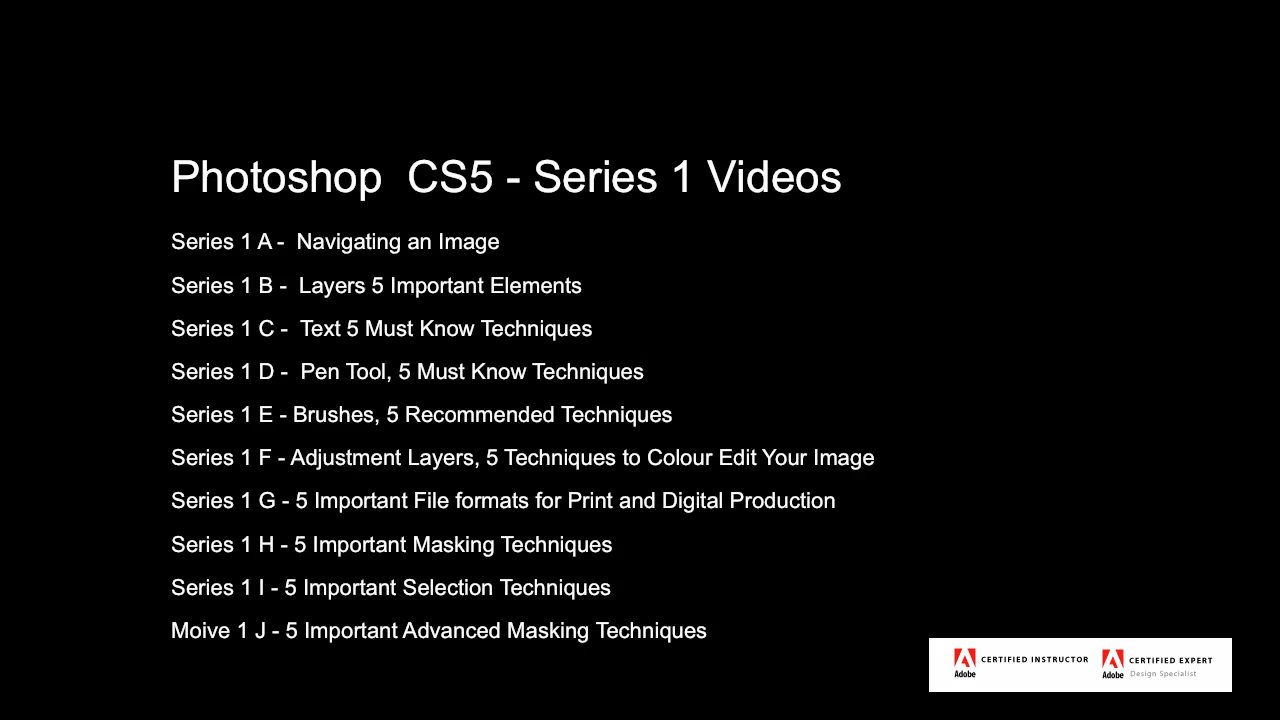 Photoshop  CS5 - Series 1 Videos
Series 1 A -  Navigating an Image
Series 1 B -  Layers 5 Important Elements
Series 1 C -  Text 5 Must Know Techniques
Series 1 D -  Pen Tool, 5 Must Know Techniques
Series 1 E - Brushes, 5 Recommended Techniques
Series 1 F - Adjustment Layers, 5 Techniques to Colour Edit Your Image
Series 1 G - 5 Important File formats for Print and Digital Production
Series 1 H - 5 Important Masking Techniques
Series 1 I - 5 Important Selection Techniques
Moive 1 J - 5 Important Advanced Masking Techniques
CERTIFIED INSTRUCTOR
Adobe
CERTIFIED EXPERT
Adobe Design Specialist